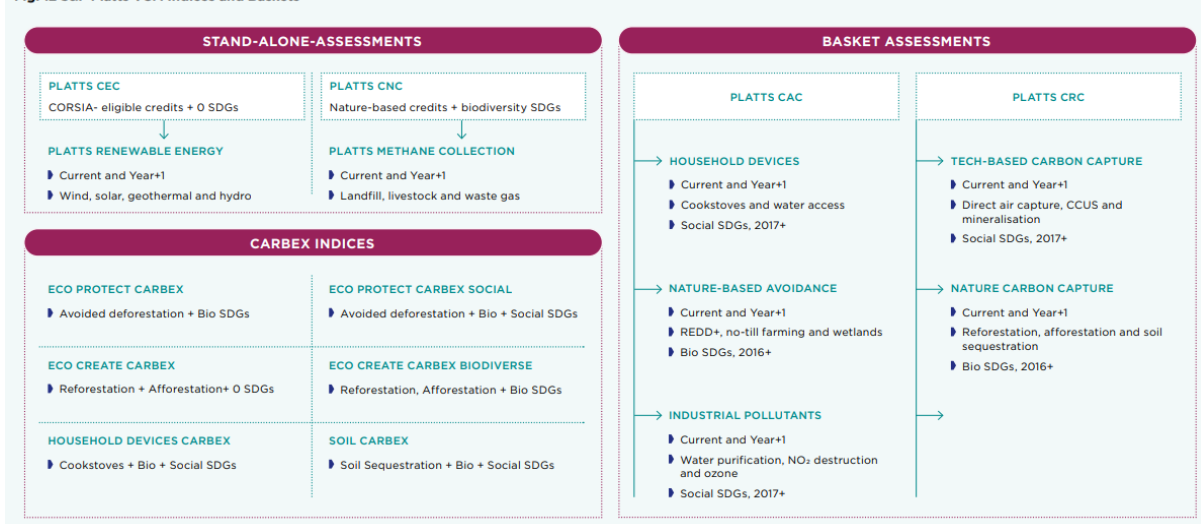 STAND-ALONE-ASSESSMENTS
PLATTS CEC
CORSIA- eligible credits + 0 SDGs
PLATTS RENEWABLE ENERGY
Current and Year+1
Wind, solar, geothermal and hydro
PLATTS CNC
Nature-based credits + biodiversity SDGs
PLATTS METHANE COLLECTION
Current and Year+1
Landfill, livestock and waste gas
CARBEX INDICES
ECO PROTECT CARBEX
Avoided deforestation + Bio SDGs
ECO PROTECT CARBEX SOCIAL
Avoided deforestation + Bio + Social SDGs
ECO CREATE CARBEX
Reforestation + Afforestation+ 0 SDGs
ECO CREATE CARBEX BIODIVERSE
Reforestation, Afforestation + Bio SDGs
HOUSEHOLD DEVICES CARBEX
Cookstoves + Bio + Social SDGs
SOIL CARBEX
Soil Sequestration + Bio + Social SDGs
BASKET ASSESSMENTS
PLATTS CAC
HOUSEHOLD DEVICES
Current and Year+1
Cookstoves and water access
Social SDGs, 2017+
NATURE-BASED AVOIDANCE
Current and Year+1
REDD+, no-till farming and wetlands
Bio SDGs, 2016+
INDUSTRIAL POLLUTANTS
Current and Year+1
Water purification, NO₂ destruction
and ozone
Social SDGs, 2017+
PLATTS CRC
TECH-BASED CARBON CAPTURE
Current and Year+1
Direct air capture, CCUS and
mineralisation
Social SDGs, 2017+
NATURE CARBON CAPTURE
Current and Year+1
Reforestation, afforestation and soil
sequestration
Bio SDGs, 2016+